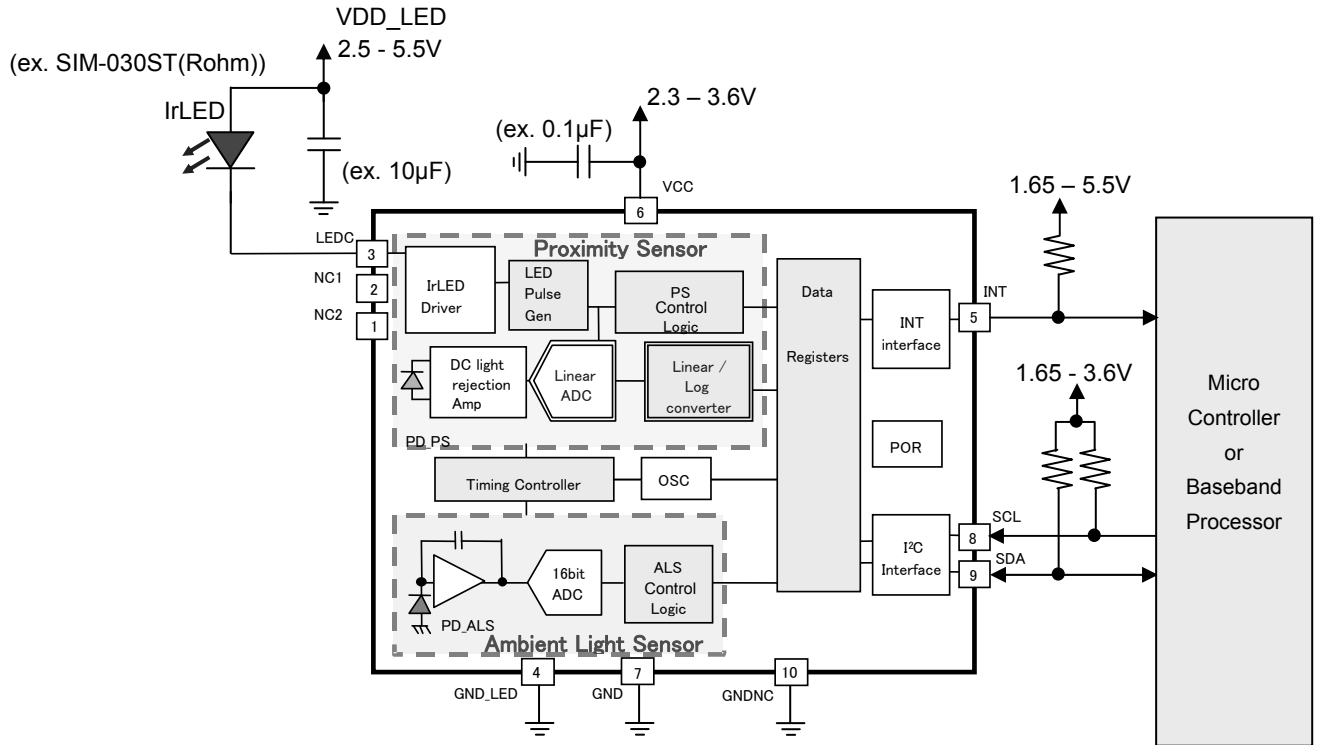 VDD_LED
2.5 - 5.5V
(ex. SIM-030ST(Rohm))
IrLED
(ex. 10µF)
2.3 – 3.6V
(ex. 0.1µF)
VCC
6
1.65 – 5.5V
LEDC
3
NC1
2
NC2
1
Proximity Sensor
IrLED
Driver
LED
Pulse
Gen
PS
Control
Logic
Data
Registers
INT
interface
INT
5
DC light
rejection
Amp
Linear
ADC
Linear /
Log
converter
PD_PS
1.65 - 3.6V
Micro
Controller
or
Baseband
Processor
POR
Timing Controller
OSC
I²C
Interface
SCL
8
SDA
9
16bit
ADC
ALS
Control
Logic
PD_ALS
Ambient Light Sensor
4
GND_LED
7
GND
10
GNDNC